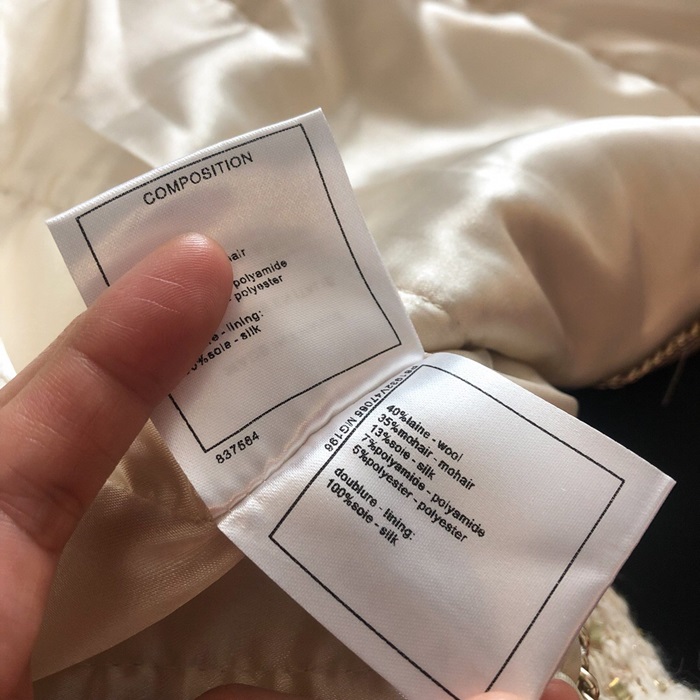 COMPOSITION
polyamide
polyester
- lining:
%soie - silk
837564
40%laine - wool
35%mohair - mohair
13%soie - silk
7%polyamide - polyamide
5%polyester - polyester
doublure - lining:
100%soie - silk